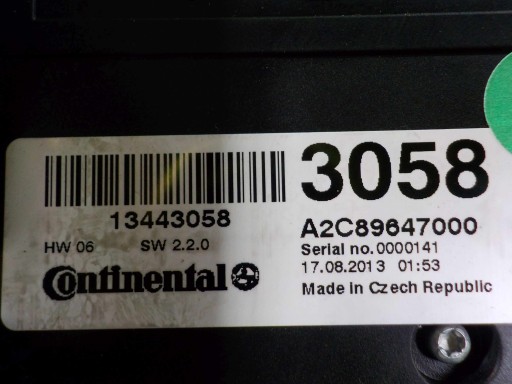 3058
13443058
A2C89647000
HW 06 SW 2.2.0
Serial no. 0000141
17.08.2013 01:53
Continental
Made in Czech Republic